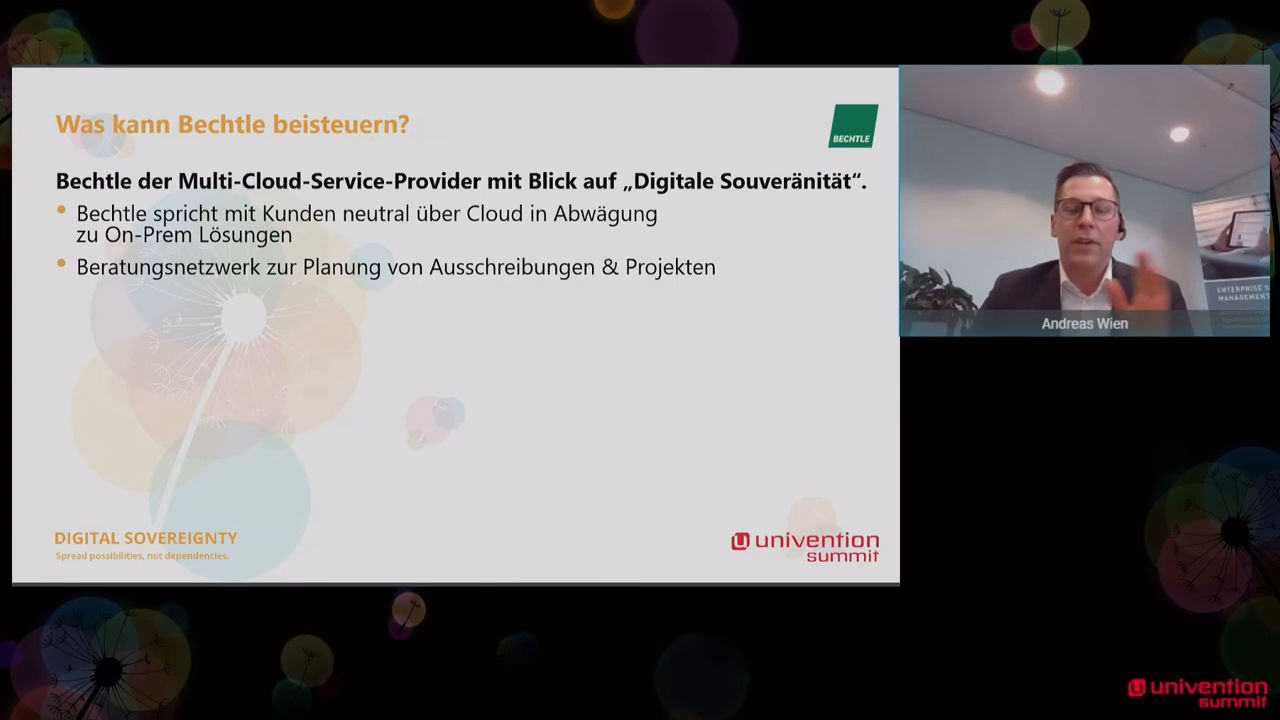 Was kann Bechtle beisteuern?
BECHTLE
Bechtle der Multi-Cloud-Service-Provider mit Blick auf „Digitale Souveränität“.
• Bechtle spricht mit Kunden neutral über Cloud in Abwägung
zu On-Prem Lösungen
• Beratungsnetzwerk zur Planung von Ausschreibungen & Projekten
DIGITAL SOVEREIGNTY
Spread possibilities, not dependencies.
univention
summit
ENTERPRISE S
MANAGEMENT
Andreas Wien
univention
summit